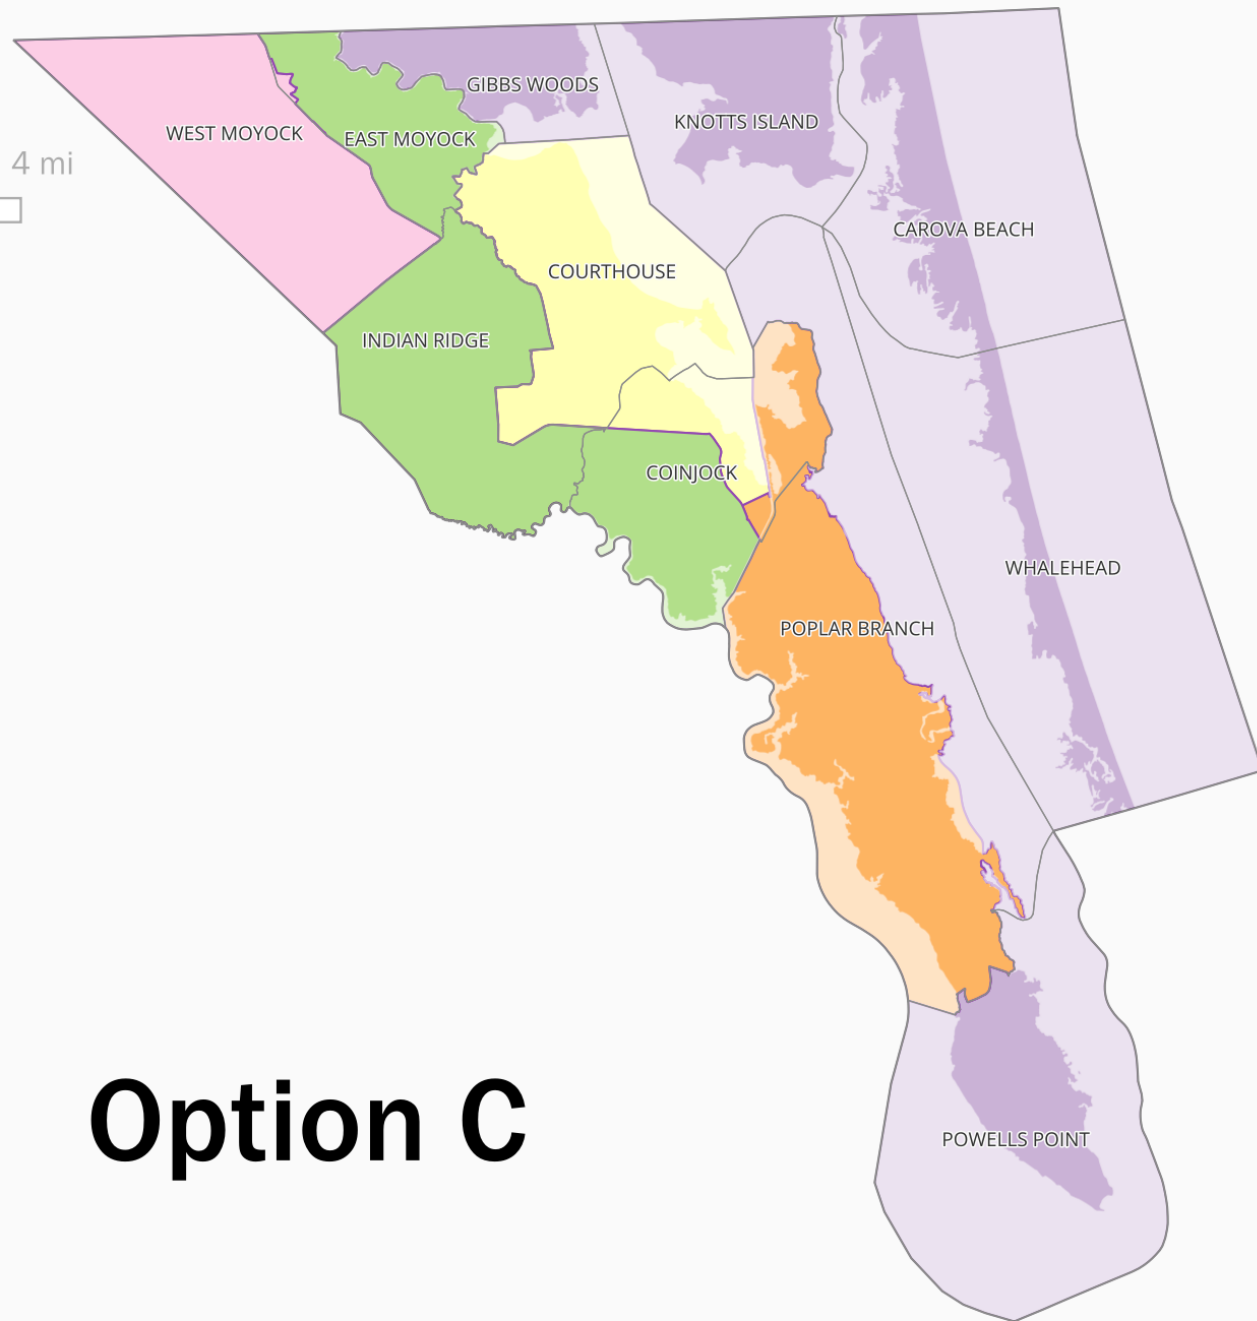 GIBBS WOODS
KNOTTS ISLAND
WEST MOYOCK
EAST MOYOCK
4 mi
CAROVA BEACH
COURTHOUSE
INDIAN RIDGE
COINJOCK
WHALEHEAD
POPLAR BRANCH
Option C
POWELLS POINT